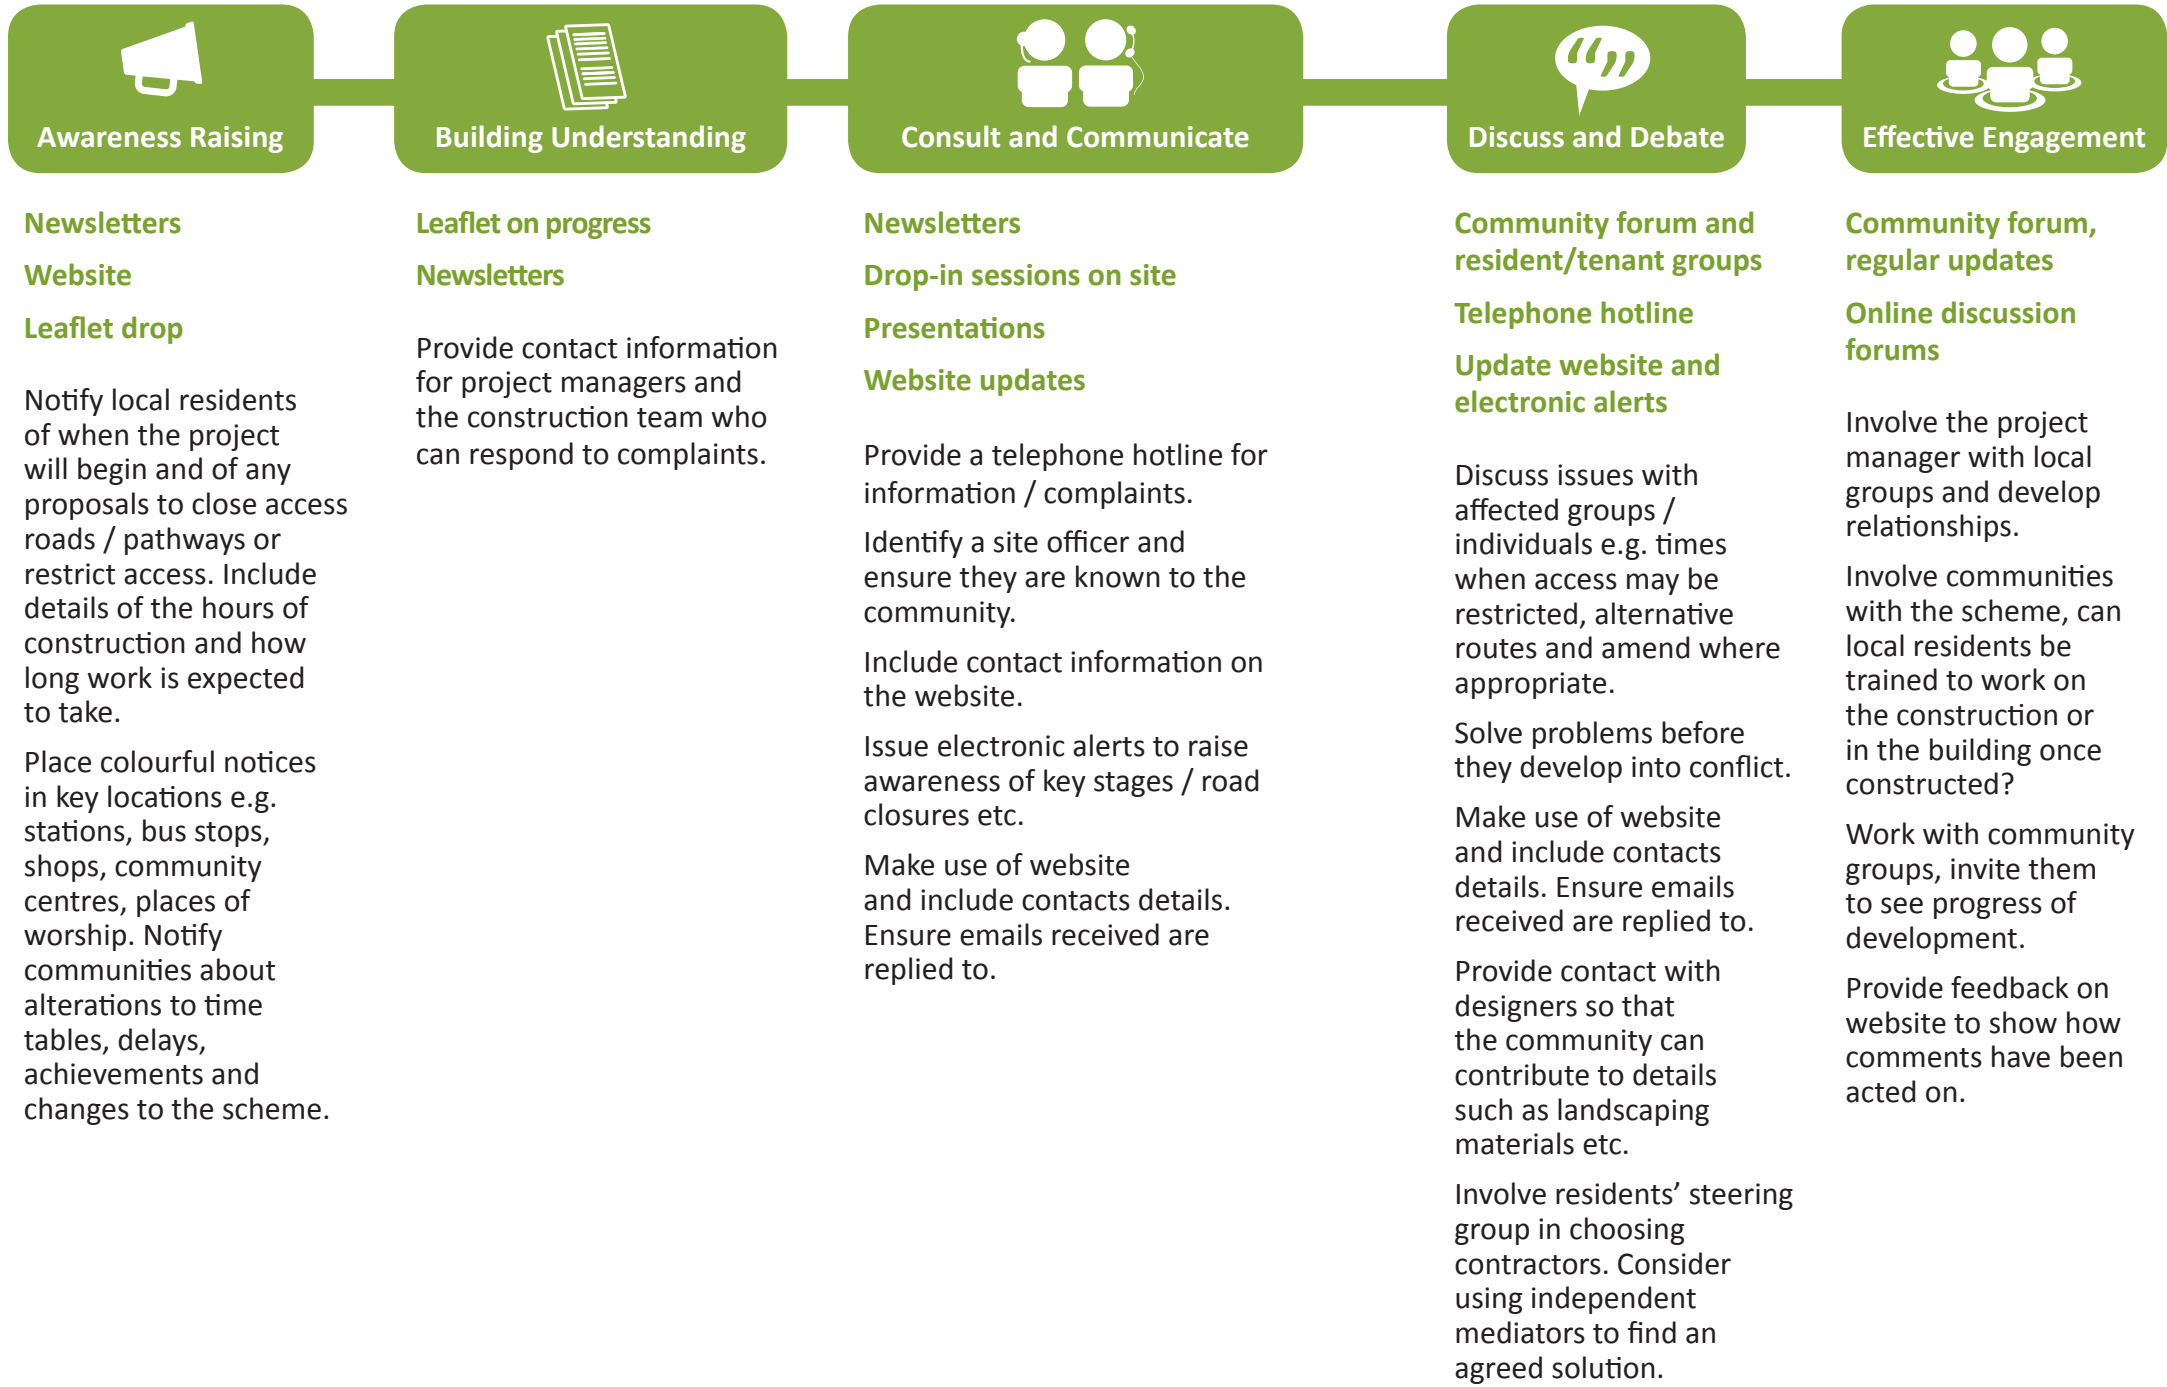 Awareness Raising
Building Understanding
Consult and Communicate
Discuss and Debate
Effective Engagement
Newsletters
Website
Leaflet drop
Notify local residents
of when the project
will begin and of any
proposals to close access
roads / pathways or
restrict access. Include
details of the hours of
construction and how
long work is expected
to take.
Place colourful notices
in key locations e.g.
stations, bus stops,
shops, community
centres, places of
worship. Notify
communities about
alterations to time
tables, delays,
achievements and
changes to the scheme.
Leaflet on progress
Newsletters
Provide contact information
for project managers and
the construction team who
can respond to complaints.
Newsletters
Drop-in sessions on site
Presentations
Website updates
Provide a telephone hotline for
information / complaints.
Identify a site officer and
ensure they are known to the
community.
Include contact information on
the website.
Issue electronic alerts to raise
awareness of key stages / road
closures etc.
Make use of website
and include contacts details.
Ensure emails received are
replied to.
Community forum and
resident/tenant groups
Telephone hotline
Update website and
electronic alerts
Discuss issues with
affected groups /
individuals e.g. times
when access may be
restricted, alternative
routes and amend where
appropriate.
Solve problems before
they develop into conflict.
Make use of website
and include contacts
details. Ensure emails
received are replied to.
Provide contact with
designers so that
the community can
contribute to details
such as landscaping
materials etc.
Involve residents’ steering
group in choosing
contractors. Consider
using independent
mediators to find an
agreed solution.
Community forum,
regular updates
Online discussion
forums
Involve the project
manager with local
groups and develop
relationships.
Involve communities
with the scheme, can
local residents be
trained to work on
the construction or
in the building once
constructed?
Work with community
groups, invite them
to see progress of
development.
Provide feedback on
website to show how
comments have been
acted on.